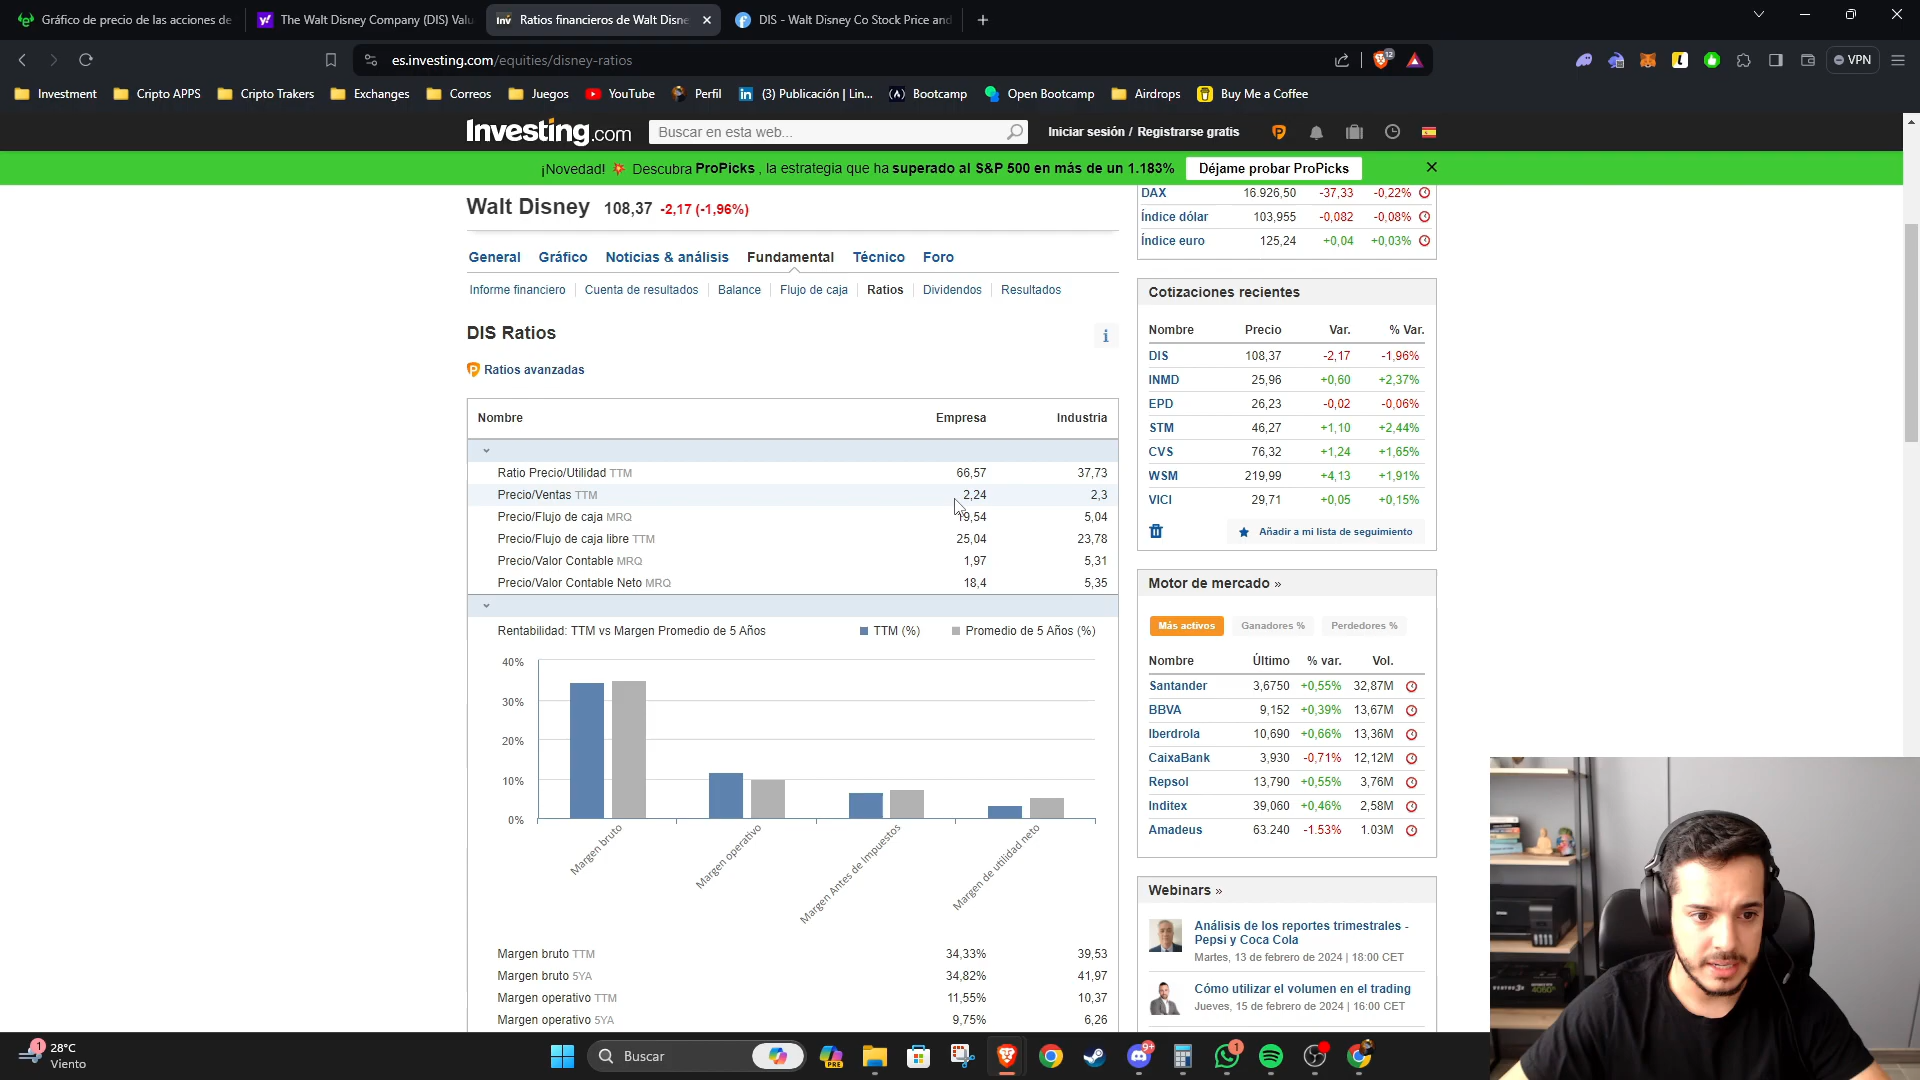 Gráfico de precio de las acciones de
The Walt Disney Company (DIS) Valu
Inv Ratios financieros de Walt Disne
DIS - Walt Disney Co Stock Price and
es.investing.com/equities/disney-ratios
12
VPN
Investment
Cripto APPS
Cripto Trakers
Exchanges
Correos
Juegos
YouTube
Perfil
(3) Publicación | Lin...
Bootcamp
Open Bootcamp
Airdrops
Buy Me a Coffee
Investing.com
Buscar en esta web...
Iniciar sesión / Registrarse gratis
¡Novedad! 💥 Descubra ProPicks , la estrategia que ha superado al S&P 500 en más de un 1.183%
Déjame probar ProPicks
Walt Disney 108,37 -2,17 (-1,96%)
General Gráfico Noticias & análisis Fundamental Técnico Foro
Informe financiero Cuenta de resultados Balance Flujo de caja Ratios Dividendos Resultados
DIS Ratios
Ratios avanzadas
Nombre Empresa Industria
Ratio Precio/Utilidad TTM 66,57 37,73
Precio/Ventas TTM 2,24 2,3
Precio/Flujo de caja MRQ 19,54 5,04
Precio/Flujo de caja libre TTM 25,04 23,78
Precio/Valor Contable MRQ 1,97 5,31
Precio/Valor Contable Neto MRQ 18,4 5,35
Rentabilidad: TTM vs Margen Promedio de 5 Años
TTM (%) Promedio de 5 Años (%)
40%
30%
20%
10%
0%
Margen bruto
Margen operativo
Margen Antes de Impuestos
Margen de utilidad neto
Margen bruto TTM 34,33% 39,53
Margen bruto 5YA 34,82% 41,97
Margen operativo TTM 11,55% 10,37
Margen operativo 5YA 9,75% 6,26
DAX 16.926,50 -37,33 -0,22%
Índice dólar 103,955 -0,082 -0,08%
Índice euro 125,24 +0,04 +0,03%
Cotizaciones recientes
Nombre Precio Var. % Var.
DIS 108,37 -2,17 -1,96%
INMD 25,96 +0,60 +2,37%
EPD 26,23 -0,02 -0,06%
STM 46,27 +1,10 +2,44%
CVS 76,32 +1,24 +1,65%
WSM 219,99 +4,13 +1,91%
VICI 29,71 +0,05 +0,15%
Añadir a mi lista de seguimiento
Motor de mercado »
Más activos Ganadores % Perdedores %
Nombre Último % var. Vol.
Santander 3,6750 +0,55% 32,87M
BBVA 9,152 +0,39% 13,67M
Iberdrola 10,690 +0,66% 13,36M
CaixaBank 3,930 -0,71% 12,12M
Repsol 13,790 +0,55% 3,76M
Inditex 39,060 +0,46% 2,58M
Amadeus 63.240 -1.53% 1.03M
Webinars »
Análisis de los reportes trimestrales -
Pepsi y Coca Cola
Martes, 13 de febrero de 2024 | 18:00 CET
Cómo utilizar el volumen en el trading
Jueves, 15 de febrero de 2024 | 16:00 CET
1
28°C
Viento
Buscar
PRE
9+
1